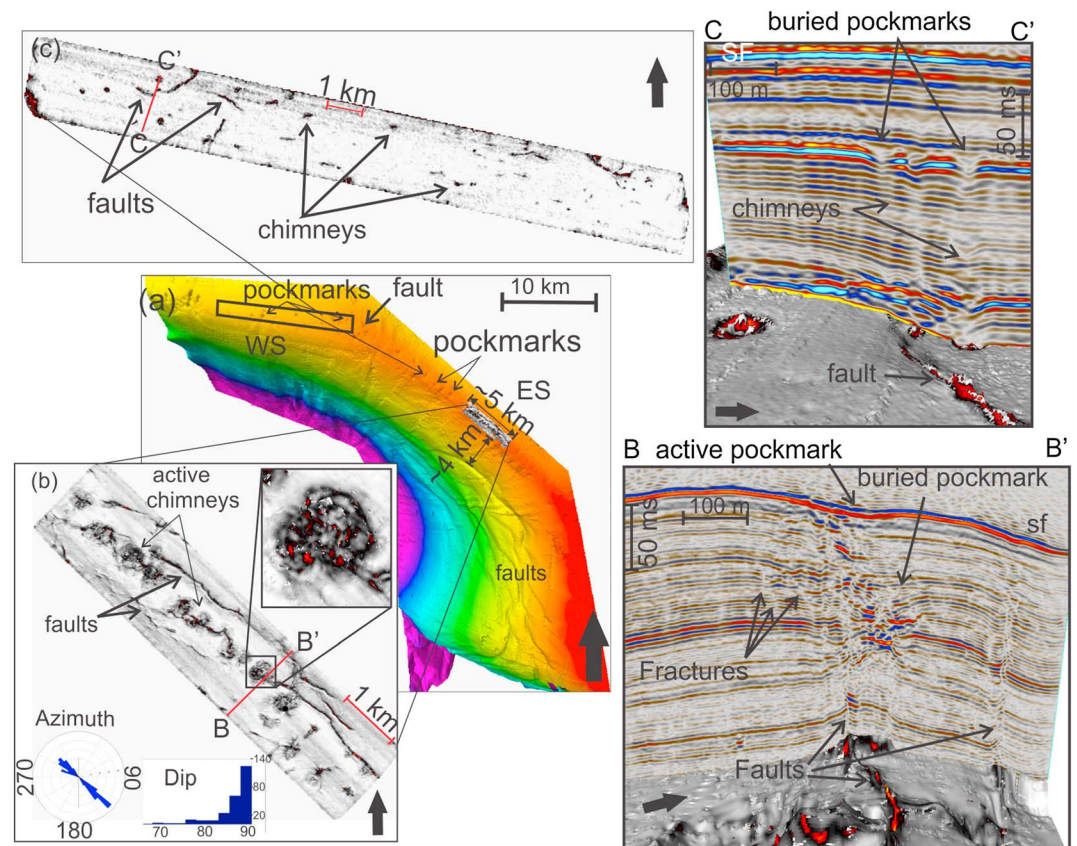 (c)
C'
1 km
C
faults
chimneys
buried pockmarks
C
C'
SF
100 m
50 ms
chimneys
fault
(a)
pockmarks
fault
10 km
WS
pockmarks
ES
~5 km
~4 km
faults
(b)
active
chimneys
faults
B'
B
1 km
Azimuth
270
90
180
Dip
140
80
20
70
80
90
B
active pockmark
B'
buried pockmark
sf
50 ms
100 m
Fractures
Faults